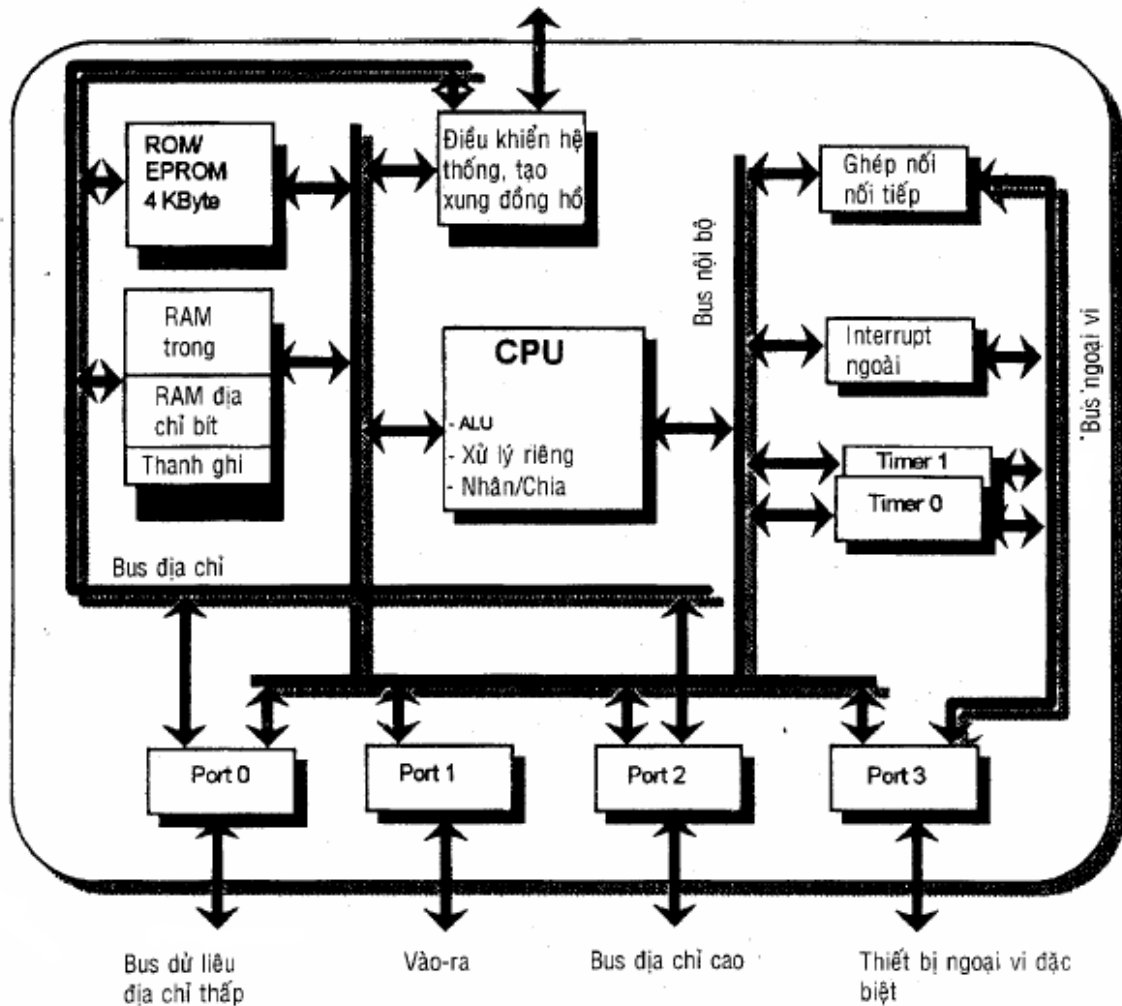 ROM/
EPROM
4 KByte
Điều khiển hệ
thống, tạo
xung đồng hồ
Ghép nối
nối tiếp
RAM
trong
RAM địa
chỉ bít
Thanh ghi
CPU
- ALU
- Xử lý riêng
- Nhân/Chia
Bus nội bộ
Interrupt
ngoài
Timer 1
Timer 0
Bus ngoại vi
Bus địa chỉ
Port 0
Port 1
Port 2
Port 3
Bus dử liêu
địa chỉ thấp
Vào-ra
Bus địa chỉ cao
Thiết bị ngoại vi đặc
biệt